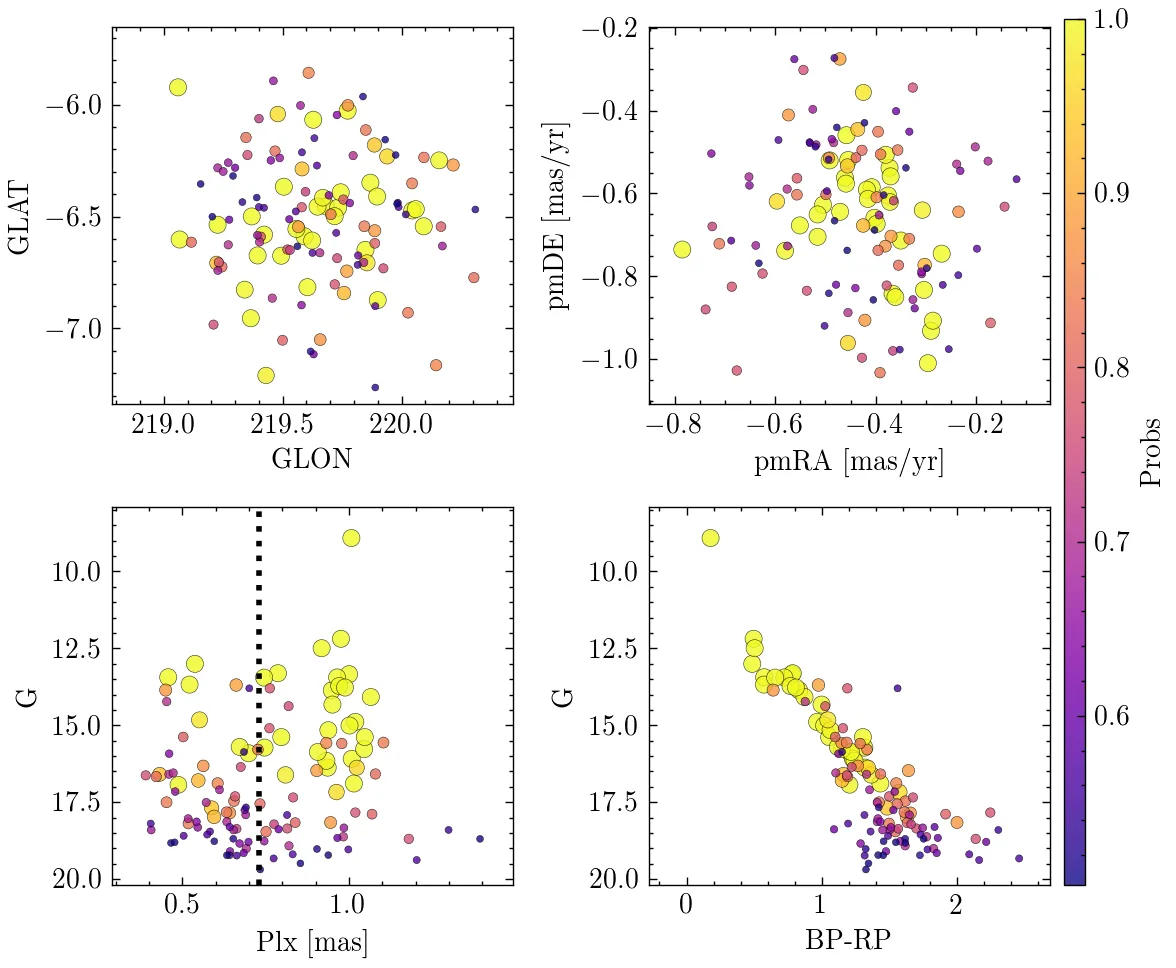 −6.0
−6.5
−7.0
219.0 219.5 220.0
GLON
GLAT
−0.2
−0.4
−0.6
−0.8
−1.0
−0.8 −0.6 −0.4 −0.2
pmRA [mas/yr]
pmDE [mas/yr]
10.0
12.5
15.0
17.5
20.0
0.5 1.0
Plx [mas]
G
10.0
12.5
15.0
17.5
20.0
0 1 2
BP-RP
G
1.0
0.9
0.8
0.7
0.6
Probs